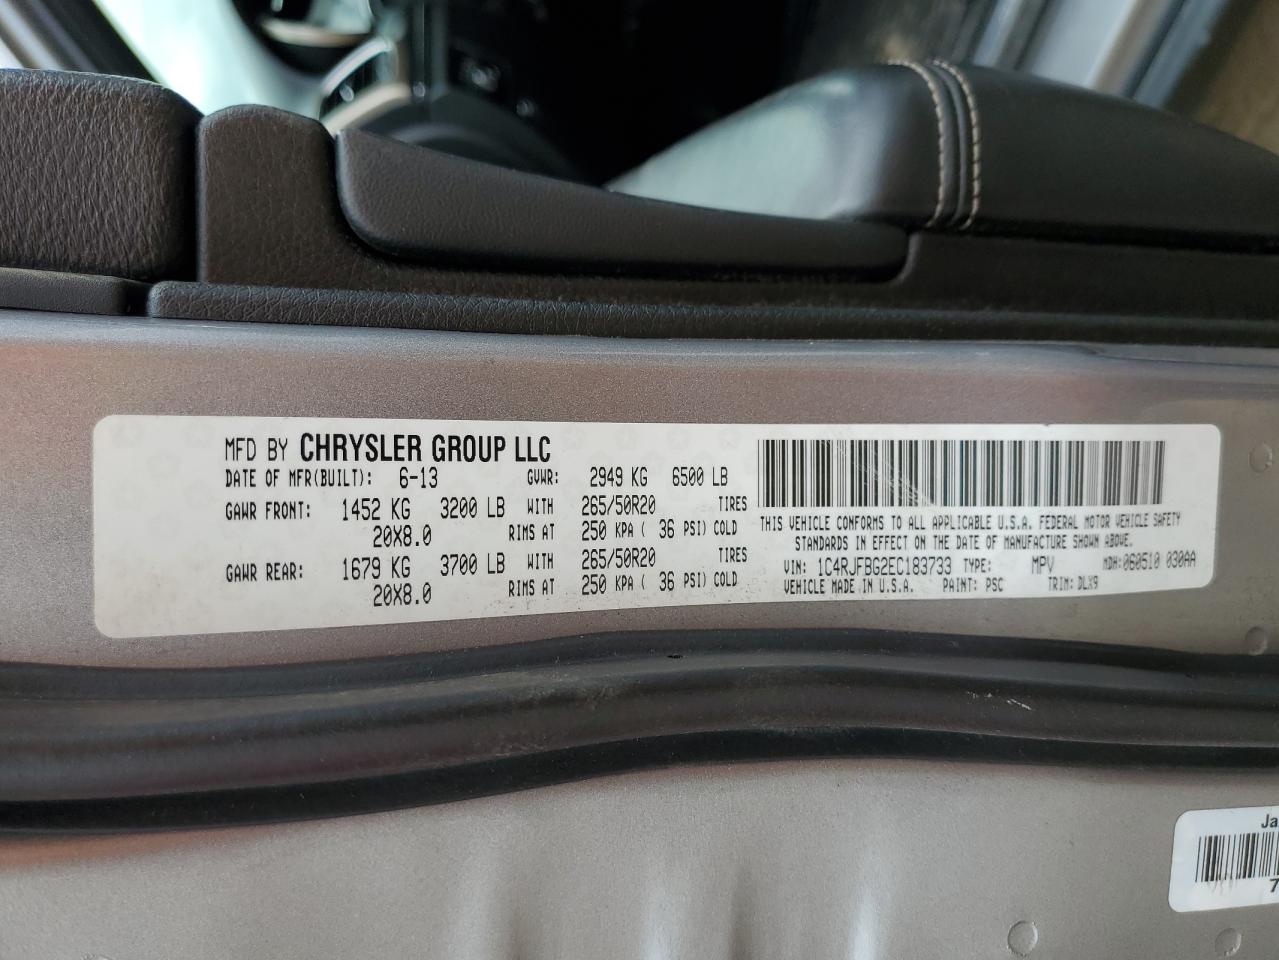 MFD BY CHRYSLER GROUP LLC
DATE OF MFR(BUILT): 6-13 GVWR: 2949 KG 6500 LB
GAWR FRONT: 1452 KG 3200 LB WITH 265/50R20 TIRES
20X8.0 RIMS AT 250 KPA ( 36 PSI) COLD
GAWR REAR: 1679 KG 3700 LB WITH 265/50R20 TIRES
20X8.0 RIMS AT 250 KPA ( 36 PSI) COLD
THIS VEHICLE CONFORMS TO ALL APPLICABLE U.S.A. FEDERAL MOTOR VEHICLE SAFETY
STANDARDS IN EFFECT ON THE DATE OF MANUFACTURE SHOWN ABOVE.
VIN: 1C4RJFBG2EC183733 TYPE: MPV MDH: 060510 030AA
VEHICLE MADE IN U.S.A. PAINT: PSC TRIM: DLX9
Ja
7